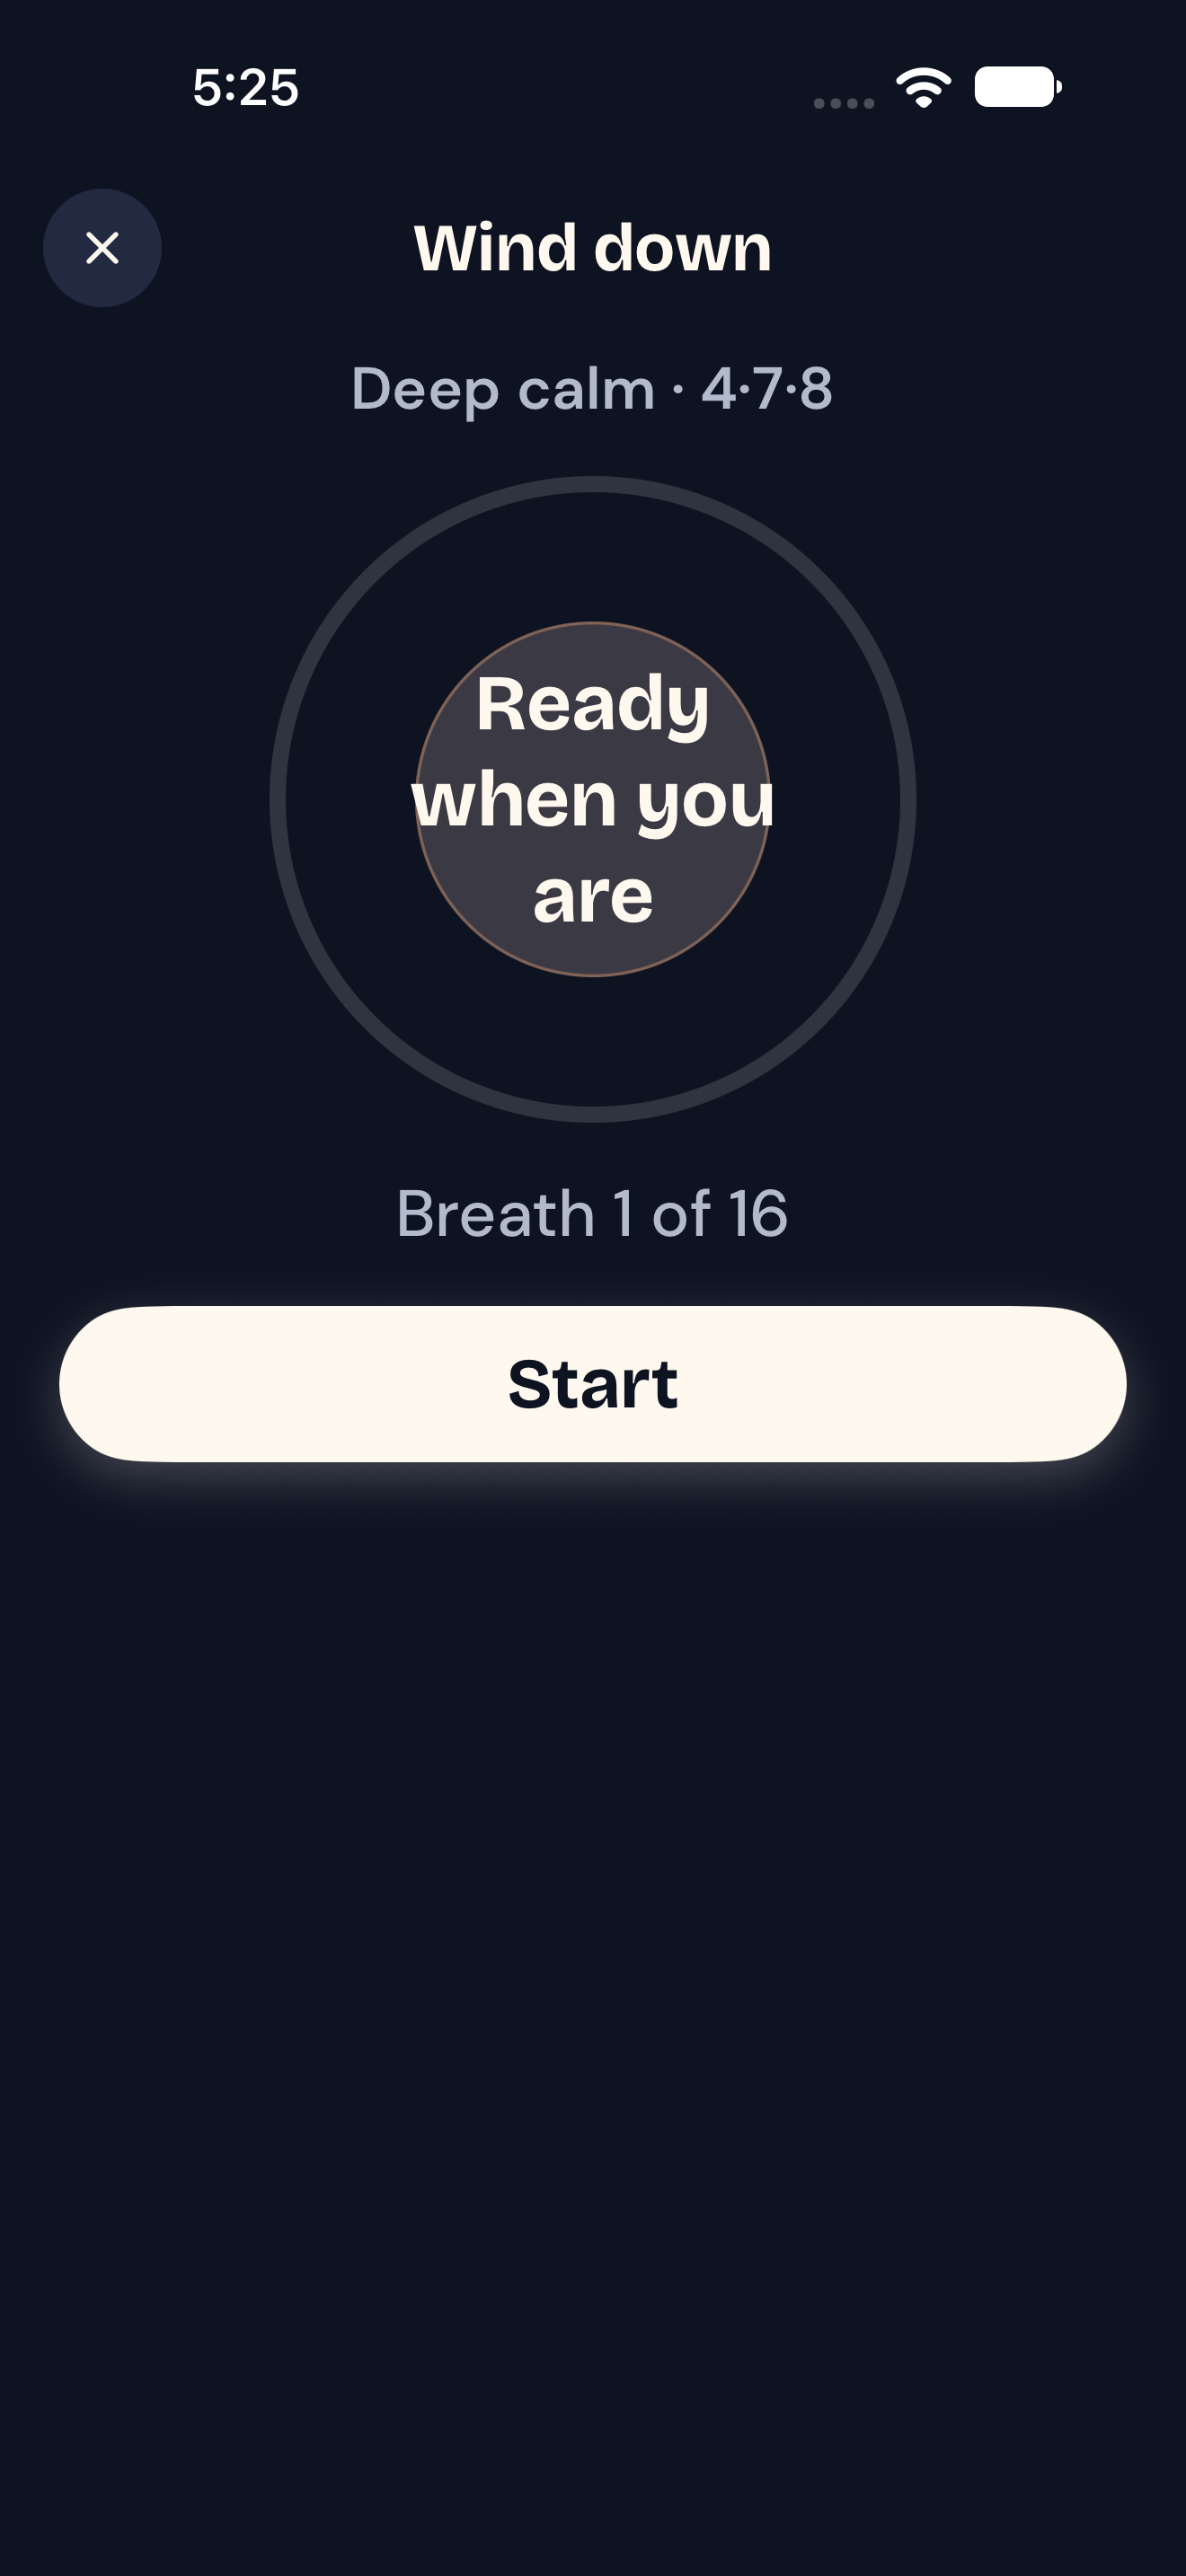 5:25
Wind down
Deep calm · 4·7·8
Ready
when you
are
Breath 1 of 16
Start